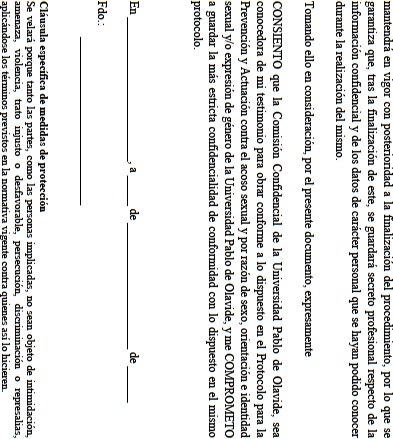 mantendrá en vigor con posterioridad a la finalización del procedimiento, por lo que se
garantiza que, tras la finalización de este, se guardará secreto profesional respecto de la
información confidencial y de los datos de carácter personal que se hayan podido conocer
durante la realización del mismo.
Tomando ello en consideración, por el presente documento, expresamente
CONSIENTO que la Comisión Confidencial de la Universidad Pablo de Olavide, sea
conocedora de mi testimonio para obrar conforme a lo dispuesto en el Protocolo para la
Prevención y Actuación contra el acoso sexual y por razón de sexo, orientación e identidad
sexual y/o expresión de género de la Universidad Pablo de Olavide, y me COMPROMETO
a guardar la más estricta confidencialidad de conformidad con lo dispuesto en el mismo
protocolo.
En ____________________, a ______ de ____________________ de ______
Fdo.:
____________________
Cláusula específica de medidas de protección
Se velará porque tanto las partes, como las personas implicadas, no sean objeto de intimidación,
amenaza, violencia, trato injusto o desfavorable, persecución, discriminación o represalias,
aplicándose los términos previstos en la normativa vigente contra quienes así lo hicieren.